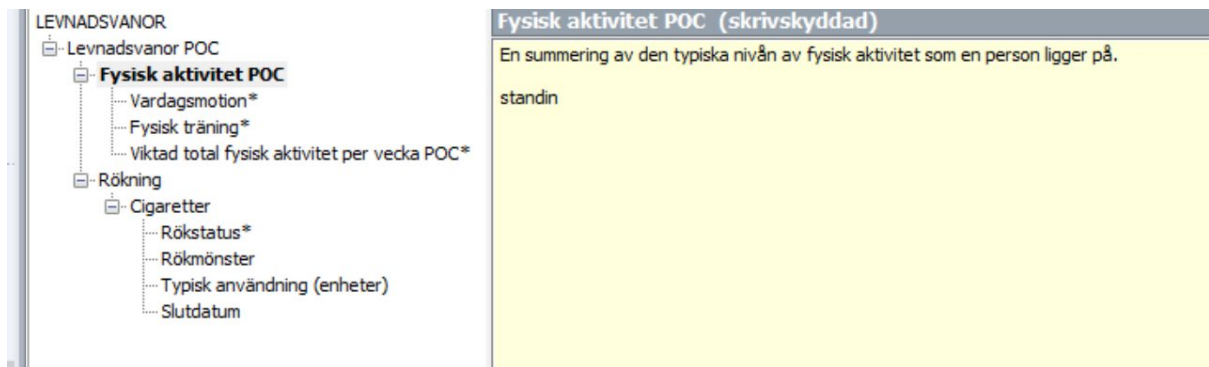 LEVNADSVANOR
Levnadsvanor POC
Fysisk aktivitet POC
Vardagsmotion*
Fysisk träning*
Viktad total fysisk aktivitet per vecka POC*
Rökning
Cigaretter
Rökstatus*
Rökmönster
Typisk användning (enheter)
Slutdatum
Fysisk aktivitet POC (skrivskyddad)
En summering av den typiska nivån av fysisk aktivitet som en person ligger på.
standin